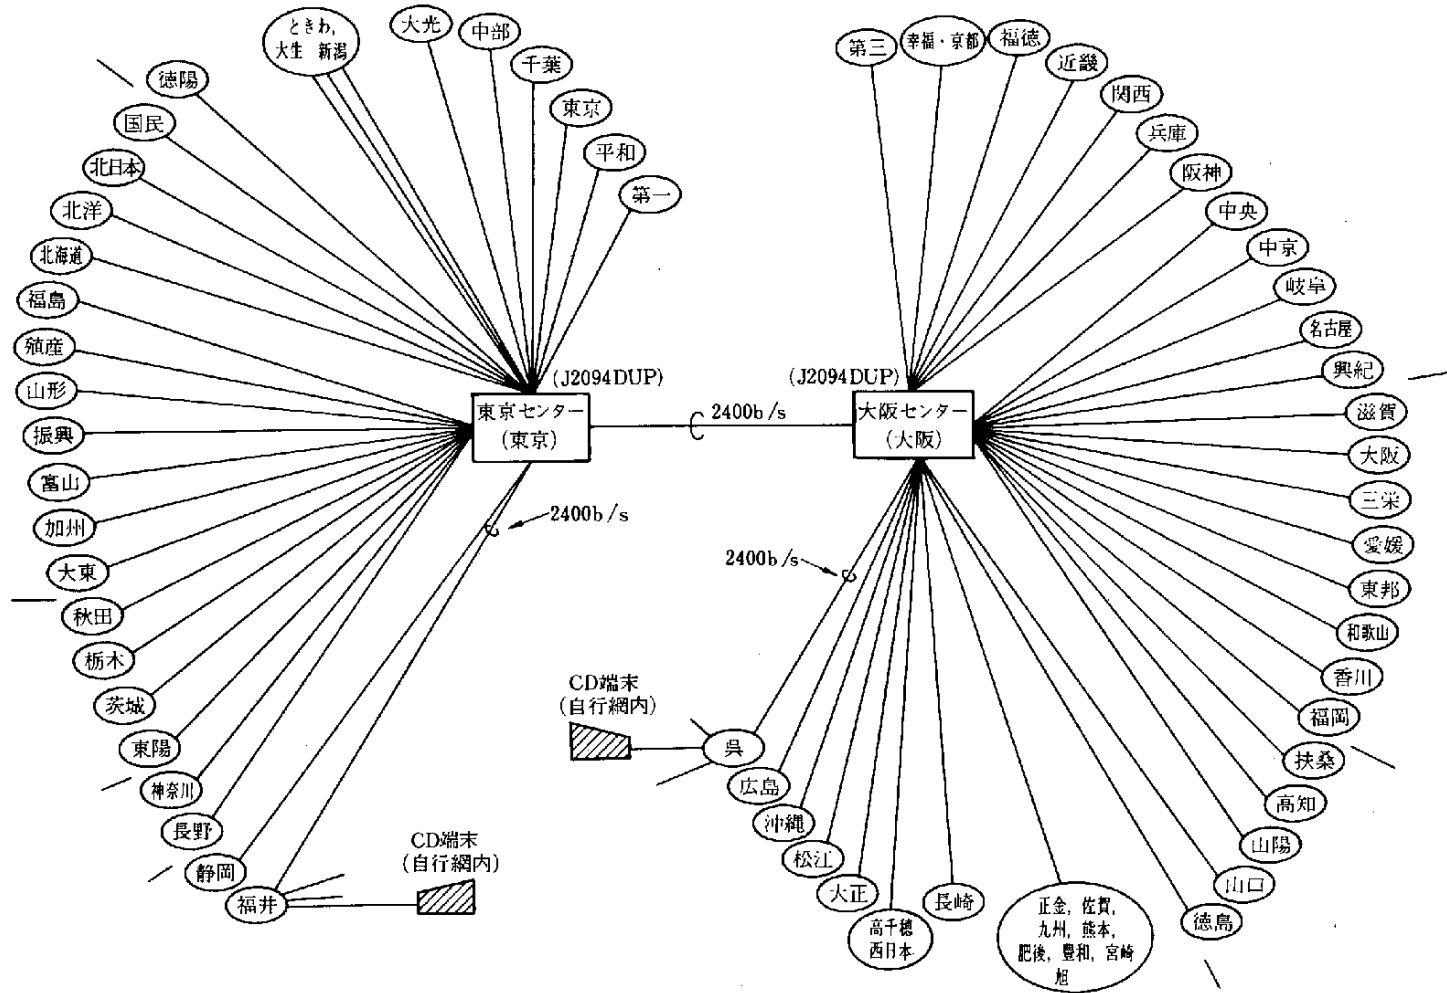 ときわ,
大生 新潟
大光
中部
千葉
東京
平和
第一
徳陽
国民
北日本
北洋
北海道
福島
殖産
山形
振興
富山
加州
大東
秋田
栃木
茨城
東陽
神奈川
長野
静岡
福井
(J2094DUP)
東京センター
(東京)
2400b/s
CD端末
(自行網内)
2400b/s
第三
幸福・京都
福徳
近畿
関西
兵庫
阪神
中央
中京
岐阜
名古屋
興紀
滋賀
大阪
三栄
愛媛
東邦
和歌山
香川
福岡
扶桑
高知
山陽
山口
徳島
(J2094DUP)
大阪センター
(大阪)
2400b/s
CD端末
(自行網内)
呉
広島
沖縄
松江
大正
高千穂
西日本
長崎
正金, 佐賀,
九州, 熊本,
肥後, 豊和, 宮崎
旭